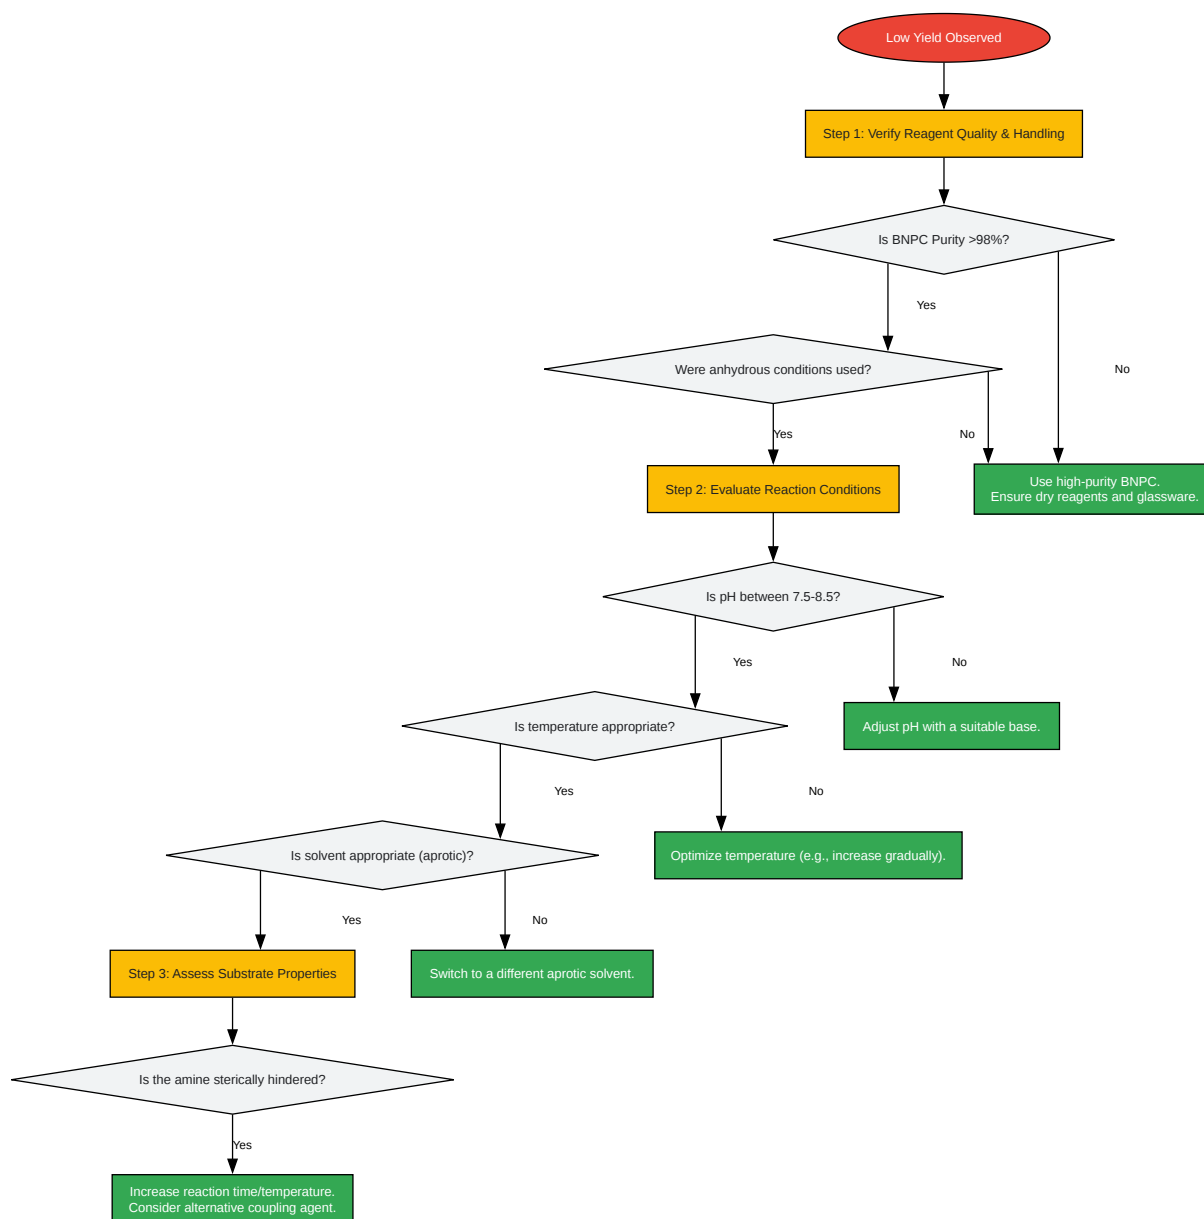 Low Yield Observed
Step 1: Verify Reagent Quality & Handling
Is BNPC Purity >98%?
Yes
Were anhydrous conditions used?
No
Yes
No
Use high-purity BNPC.
Ensure dry reagents and glassware.
Step 2: Evaluate Reaction Conditions
Is pH between 7.5-8.5?
Yes
No
Is temperature appropriate?
Adjust pH with a suitable base.
Yes
No
Is solvent appropriate (aprotic)?
Optimize temperature (e.g., increase gradually).
Yes
No
Step 3: Assess Substrate Properties
Switch to a different aprotic solvent.
Is the amine sterically hindered?
Yes
Increase reaction time/temperature.
Consider alternative coupling agent.